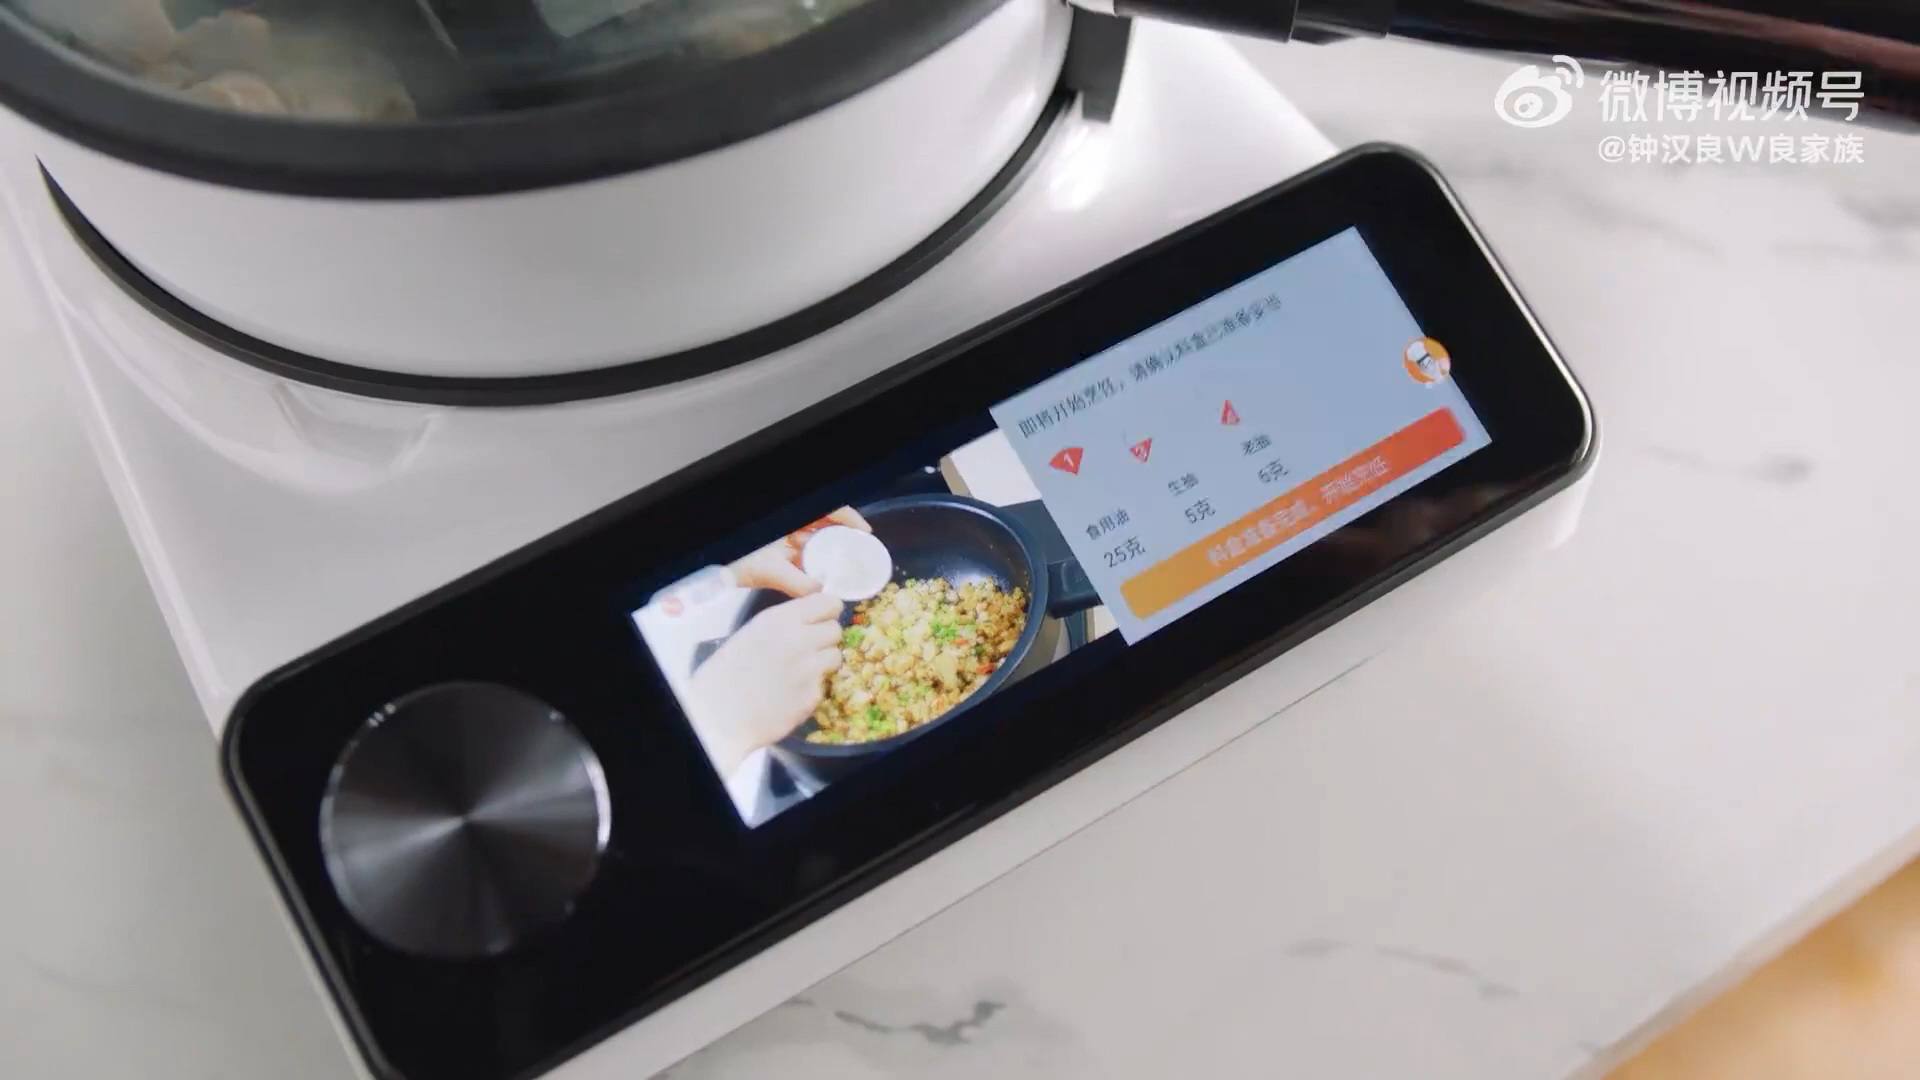 微博视频号
@钟汉良W良家族
即将开始烹饪，请确认料盒已准备妥当
1
2
4
食用油
生抽
老抽
25克
5克
6克
料盒准备完成，开始烹饪